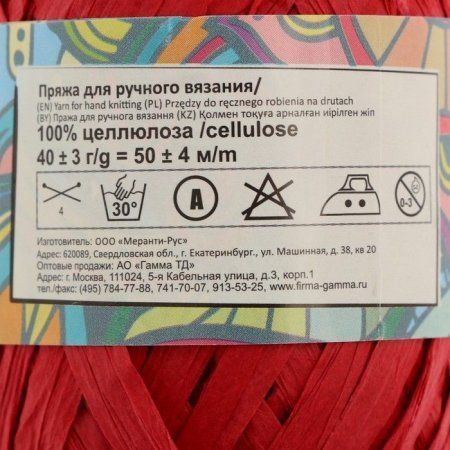 Пряжа для ручного вязания/
(EN) Yarn for hand knitting (PL) Przędzy do ręcznego robienia na drutach
(BY) Пража для ручнога вязання (KZ) Қолмен тоқуға арналған иірілген жіп
100% целлюлоза /cellulose
40 ± 3 г/g = 50 ± 4 м/m
4 30° A 0-3
Изготовитель: ООО «Меранти-Рус»
Адрес: 620089, Свердловская обл., г. Екатеринбург, ул. Машинная, д. 38, кв 20
Оптовые продажи: АО «Гамма ТД»
Адрес: г. Москва, 111024, 5-я Кабельная улица, д.3, корп.1
тел./факс: (495) 784-77-88, 741-70-07, 913-53-25, www.firma-gamma.ru